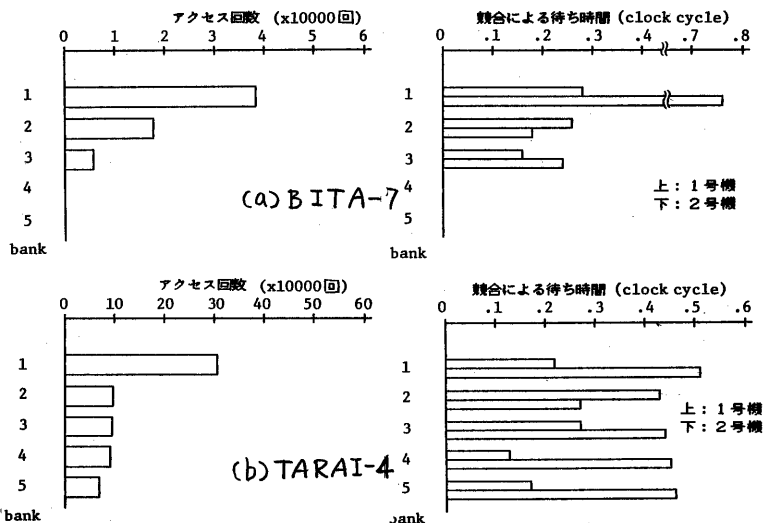 アクセス回数 (x10000回)
0 1 2 3 4 5 6
1
2
3
4
5
bank
競合による待ち時間 (clock cycle)
0 .1 .2 .3 .4 .8
1
2
3
4
5
bank
上: 1号機
下: 2号機
(a) BITA-7
アクセス回数 (x10000回)
0 10 20 30 40 50 60
1
2
3
4
5
bank
競合による待ち時間 (clock cycle)
0 .1 .2 .3 .4 .5 .6
1
2
3
4
5
bank
上: 1号機
下: 2号機
(b) TARAI-4